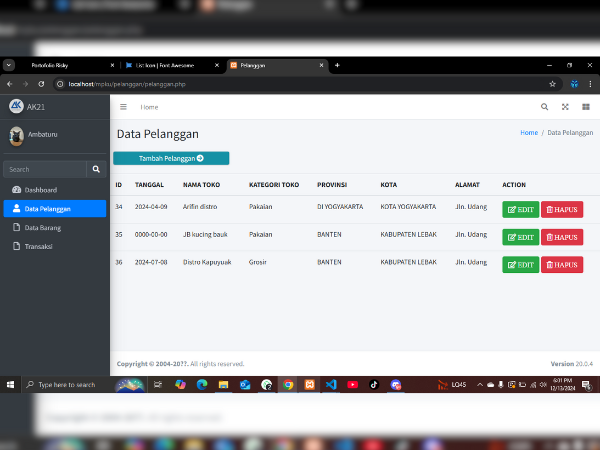 Portofolio Risky
List Icon | Font Awesome
Pelanggan
localhost/mpku/pelanggan/pelanggan.php
AK21
Home
Ambaturu
Data Pelanggan
Home / Data Pelanggan
Tambah Pelanggan
Search
Dashboard
Data Pelanggan
Data Barang
Transaksi
ID TANGGAL NAMA TOKO KATEGORI TOKO PROVINSI KOTA ALAMAT ACTION
34 2024-04-09 Arifin distro Pakaian DI YOGYAKARTA KOTA YOGYAKARTA Jln. Udang EDIT HAPUS
35 0000-00-00 JB kucing bauk Pakaian BANTEN KABUPATEN LEBAK Jln. Udang EDIT HAPUS
36 2024-07-08 Distro Kapuyuak Grosir BANTEN KABUPATEN LEBAK Jln. Udang EDIT HAPUS
Copyright © 2004-20??. All rights reserved.
Version 20.0.4
Type here to search
LQ45
6:01 PM
12/13/2024